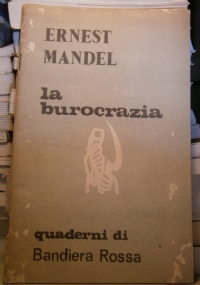 ERNEST
MANDEL
la
burocrazia
quaderni di
Bandiera Rossa